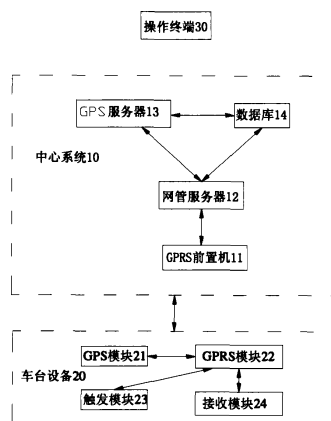 操作终端30
GPS服务器13
数据库14
中心系统10
网管服务器12
GPRS前置机11
GPS模块21
GPRS模块22
车台设备20
触发模块23
接收模块24